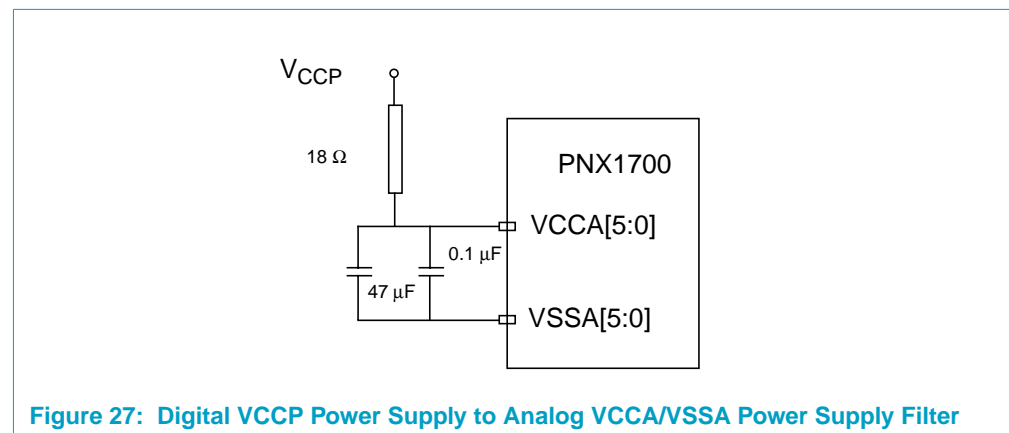 VCCP
18 Ω
PNX1700
VCCA[5:0]
0.1 μF
47 μF
VSSA[5:0]
Figure 27: Digital VCCP Power Supply to Analog VCCA/VSSA Power Supply Filter